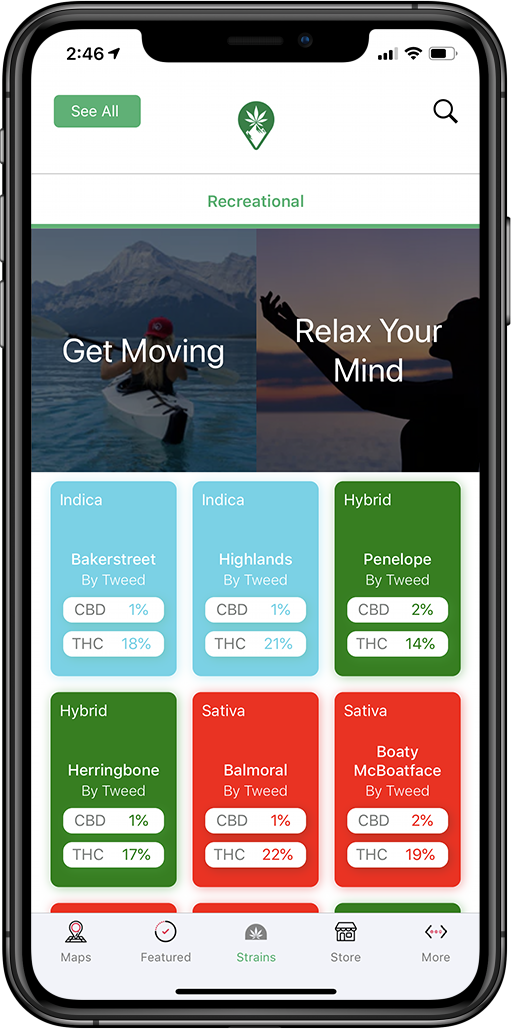 2:46
See All
Recreational
Get Moving
Relax Your
Mind
Indica
Bakerstreet
By Tweed
CBD 1%
THC 18%
Indica
Highlands
By Tweed
CBD 1%
THC 21%
Hybrid
Penelope
By Tweed
CBD 2%
THC 14%
Hybrid
Herringbone
By Tweed
CBD 1%
THC 17%
Sativa
Balmoral
By Tweed
CBD 1%
THC 22%
Sativa
Boaty
McBoatface
By Tweed
CBD 2%
THC 19%
Maps
Featured
Strains
Store
More